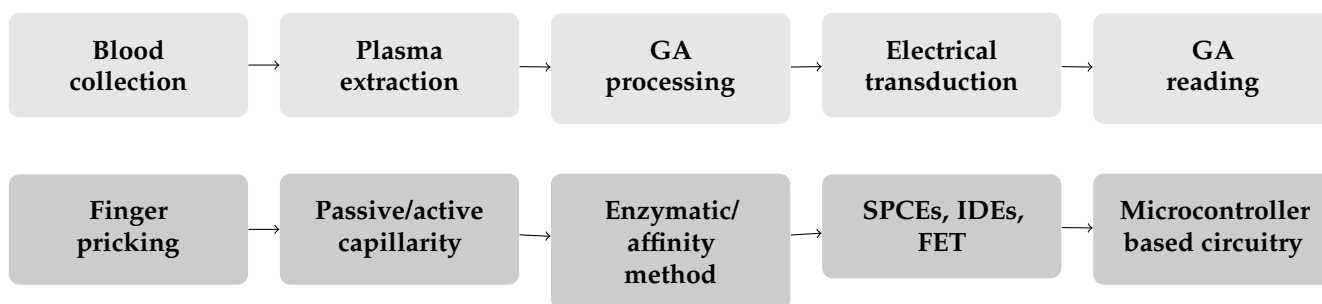 Blood
collection
Plasma
extraction
GA
processing
Electrical
transduction
GA
reading
Finger
pricking
Passive/active
capillarity
Enzymatic/
affinity
method
SPCEs, IDEs,
FET
Microcontroller
based circuitry